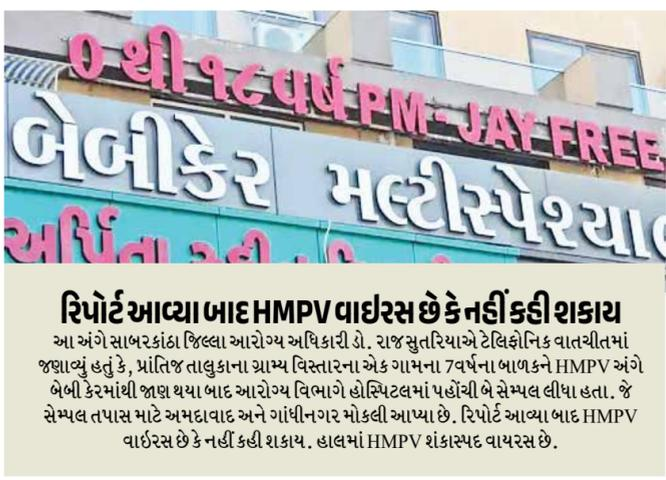 ૦ થી ૧૮ વર્ષ PM - JAY FREE
બેબીકેર મલ્ટીસ્પેશ્યા
અર્પિતા
રિપોર્ટ આવ્યા બાદ HMPV વાઇરસ છે કે નહીં કહી શકાય
આ અંગે સાબરકાંઠા જિલ્લા આરોગ્ય અધિકારી ડો. રાજ સુતરિયાએ ટેલિફોનિક વાતચીતમાં
જણાવ્યું હતું કે, પ્રાંતિજ તાલુકાના ગ્રામ્ય વિસ્તારના એક ગામના 7વર્ષના બાળકને HMPV અંગે
બેબી કેરમાંથી જાણ થયા બાદ આરોગ્ય વિભાગે હોસ્પિટલમાં પહોંચી બે સેમ્પલ લીધા હતા. જે
સેમ્પલ તપાસ માટે અમદાવાદ અને ગાંધીનગર મોકલી આપ્યા છે. રિપોર્ટ આવ્યા બાદ HMPV
વાઇરસ છે કે નહીં કહી શકાય. હાલમાં HMPV શંકાસ્પદ વાયરસ છે.